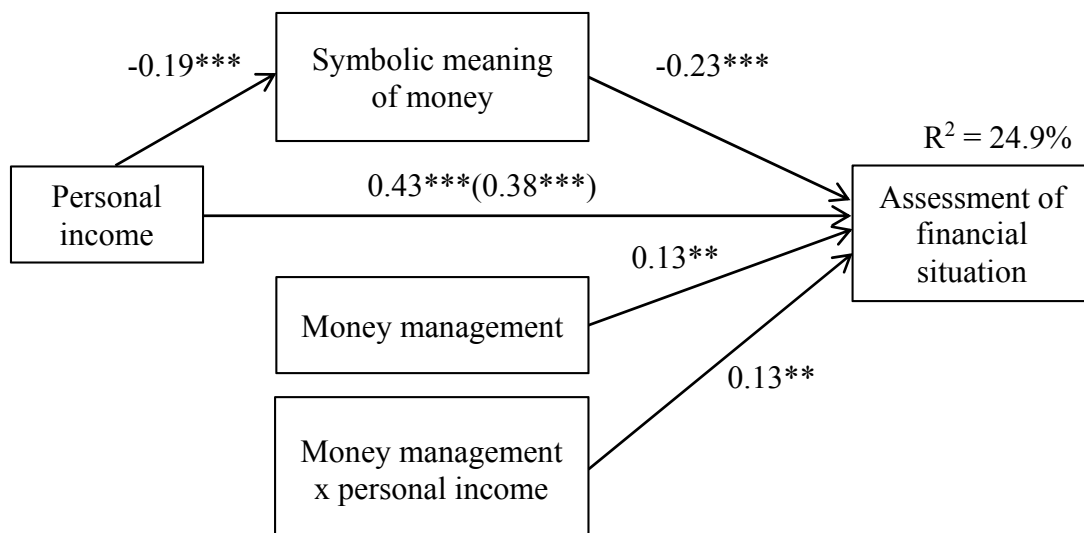 -0.19***
Symbolic meaning
of money
-0.23***
R² = 24.9%
Personal
income
0.43***(0.38***)
Assessment of
financial
situation
0.13**
Money management
0.13**
Money management
x personal income